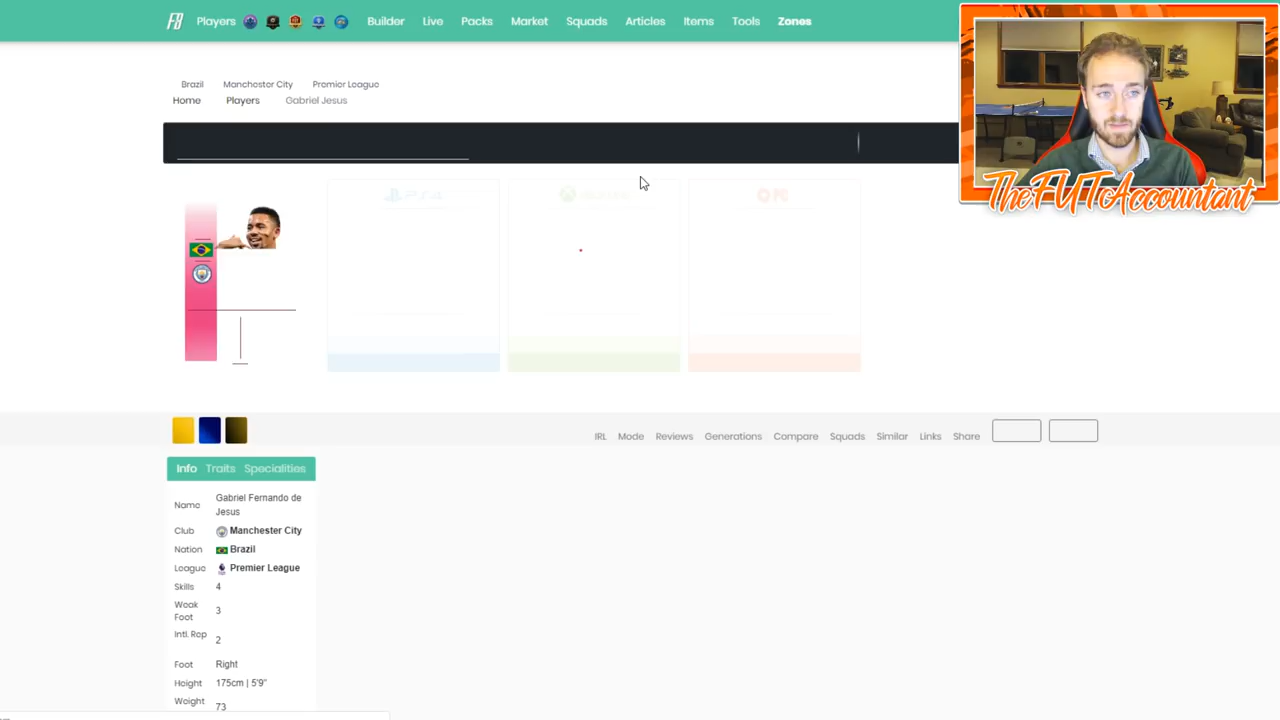 FB Players Builder Live Packs Market Squads Articles Items Tools Zones
Brazil Manchester City Premier League
Home Players Gabriel Jesus
PS4
TheFUTAccountant
IRL Mode Reviews Generations Compare Squads Similar Links Share
Info Traits Specialities
Name Gabriel Fernando de Jesus
Club Manchester City
Nation Brazil
League Premier League
Skills 4
Weak Foot 3
Intl. Rep 2
Foot Right
Height 175cm | 5'9"
Weight 73